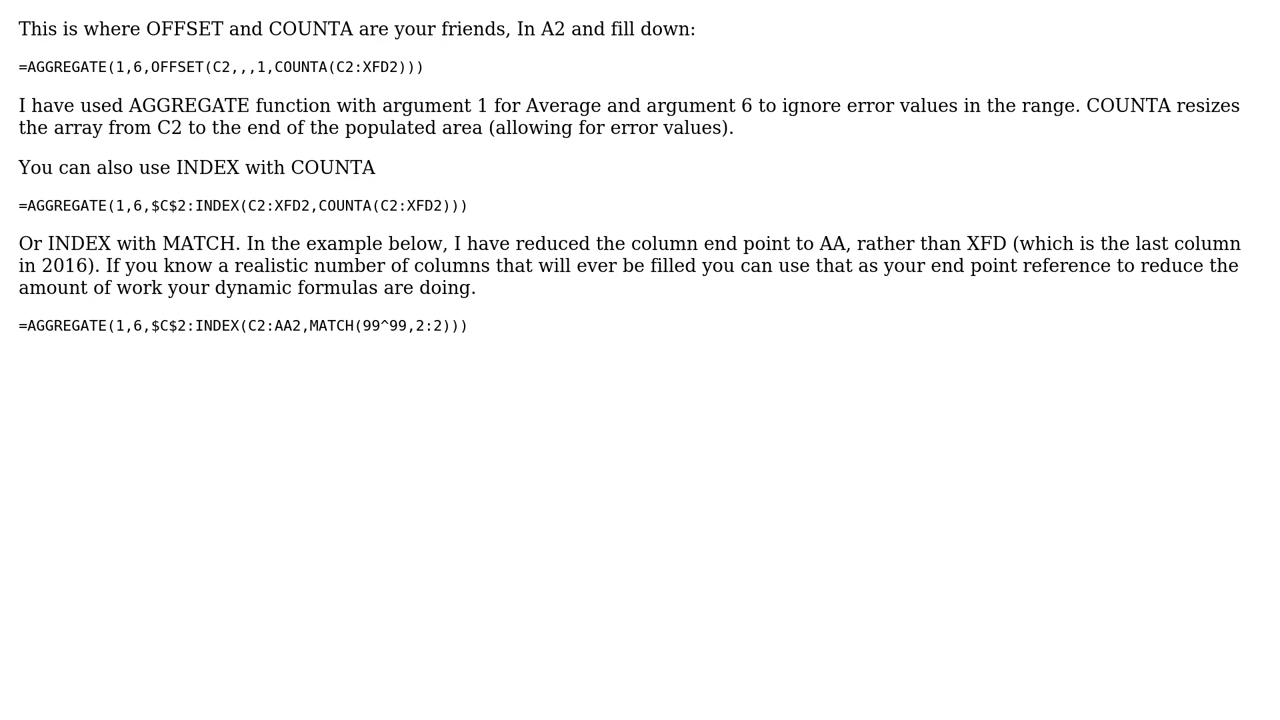 This is where OFFSET and COUNTA are your friends, In A2 and fill down:
=AGGREGATE(1,6,OFFSET(C2,,,1,COUNTA(C2:XFD2)))
I have used AGGREGATE function with argument 1 for Average and argument 6 to ignore error values in the range. COUNTA resizes
the array from C2 to the end of the populated area (allowing for error values).
You can also use INDEX with COUNTA
=AGGREGATE(1,6,$C$2:INDEX(C2:XFD2,COUNTA(C2:XFD2)))
Or INDEX with MATCH. In the example below, I have reduced the column end point to AA, rather than XFD (which is the last column
in 2016). If you know a realistic number of columns that will ever be filled you can use that as your end point reference to reduce the
amount of work your dynamic formulas are doing.
=AGGREGATE(1,6,$C$2:INDEX(C2:AA2,MATCH(99^99,2:2)))